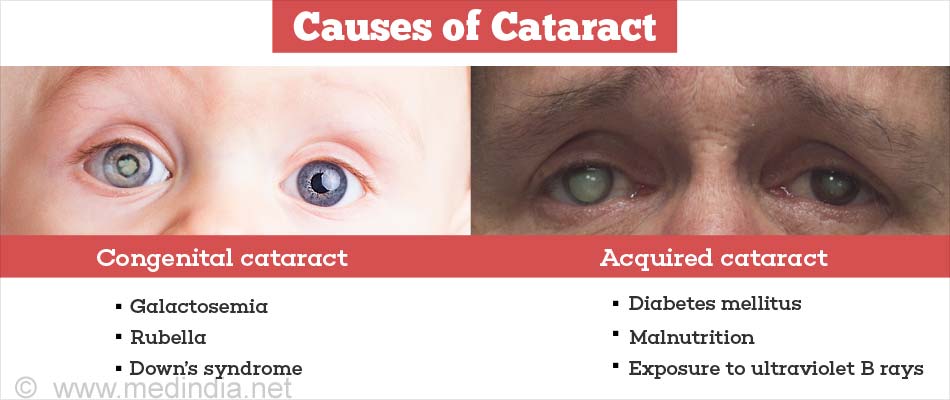 Causes of Cataract
Congenital cataract
Galactosemia
Rubella
Down's syndrome
Acquired cataract
Diabetes mellitus
Malnutrition
Exposure to ultraviolet B rays
© www.medindia.net